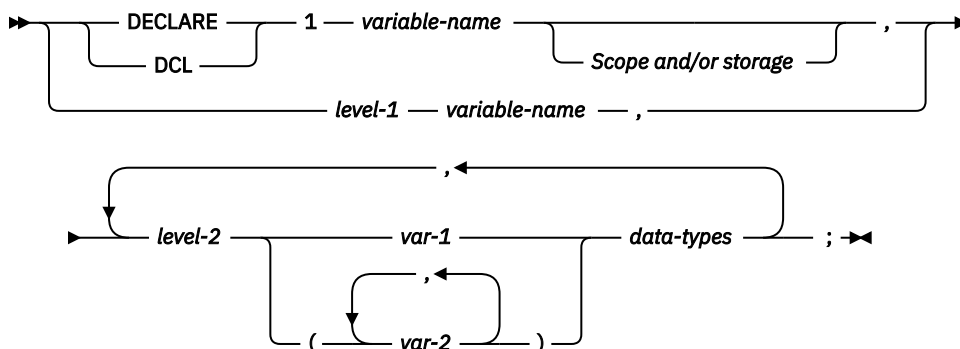 DECLARE 1 variable-name ,
DCL Scope and/or storage
level-1 variable-name ,
,
level-2 var-1 data-types ;
,
( var-2 )